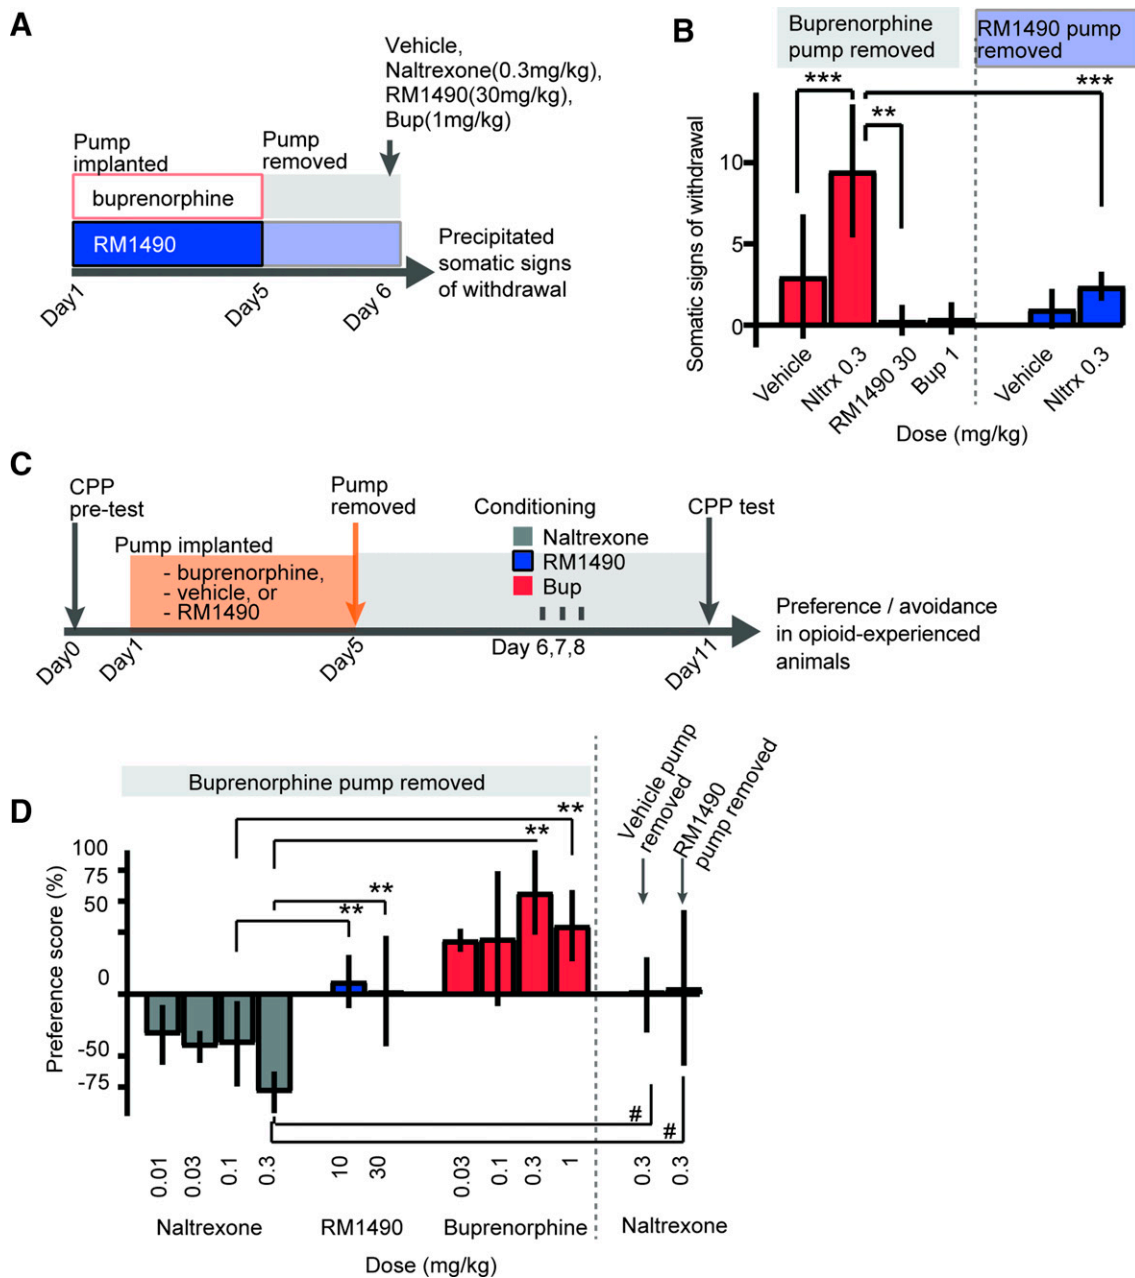 A
Vehicle,
Naltrexone(0.3mg/kg),
RM1490(30mg/kg),
Bup(1mg/kg)
Pump
implanted
Pump
removed
buprenorphine
RM1490
Day1
Day5
Day 6
Precipitated
somatic signs
of withdrawal
B
Buprenorphine
pump removed
RM1490 pump
removed
***
**
***
Somatic signs of withdrawal
10
5
0
Vehicle
Nltrx 0.3
RM1490 30
Bup 1
Vehicle
Nltrx 0.3
Dose (mg/kg)
C
CPP
pre-test
Pump
removed
Conditioning
Naltrexone
RM1490
Bup
CPP test
Pump implanted
- buprenorphine,
- vehicle, or
- RM1490
Day0
Day1
Day5
Day 6,7,8
Day11
Preference / avoidance
in opioid-experienced
animals
D
Buprenorphine pump removed
Vehicle pump
removed
RM1490
pump removed
**
**
**
**
Preference score (%)
100
75
50
0
-50
-75
#
#
0.01
0.03
0.1
0.3
10
30
0.03
0.1
0.3
1
0.3
0.3
Naltrexone
RM1490
Buprenorphine
Naltrexone
Dose (mg/kg)